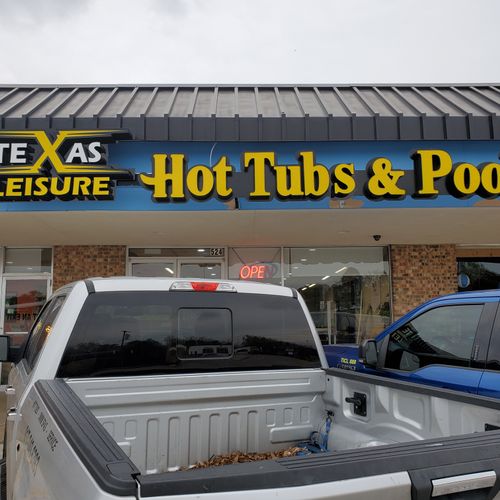 TEXAS
LEISURE
Hot Tubs & Poo
524
OPE